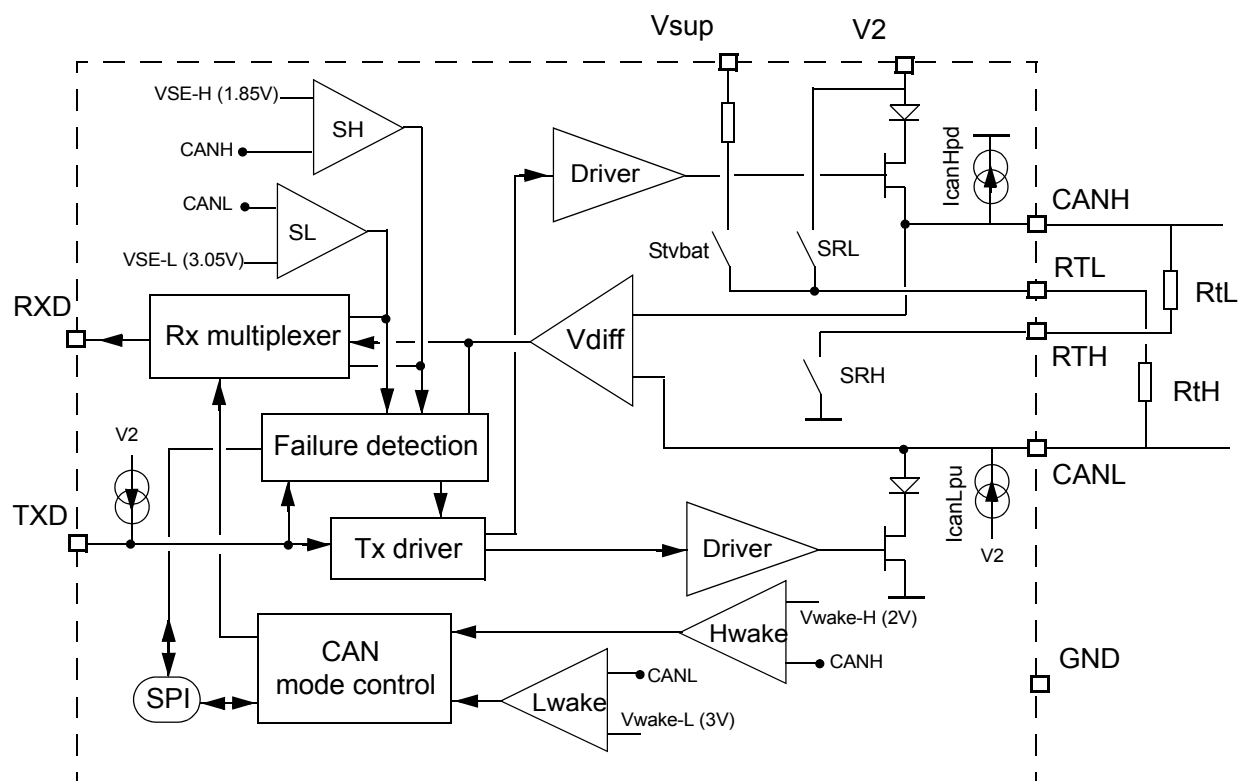 Vsup
V2
VSE-H (1.85V)
SH
CANH
Driver
IcanHpd
CANL
SL
CANH
Stvbat
SRL
VSE-L (3.05V)
RTL
RXD
Rx multiplexer
Vdiff
RtL
RTH
SRH
RtH
V2
Failure detection
CANL
IcanLpu
TXD
Tx driver
Driver
V2
Vwake-H (2V)
Hwake
CAN
mode control
CANH
GND
CANL
SPI
Lwake
Vwake-L (3V)